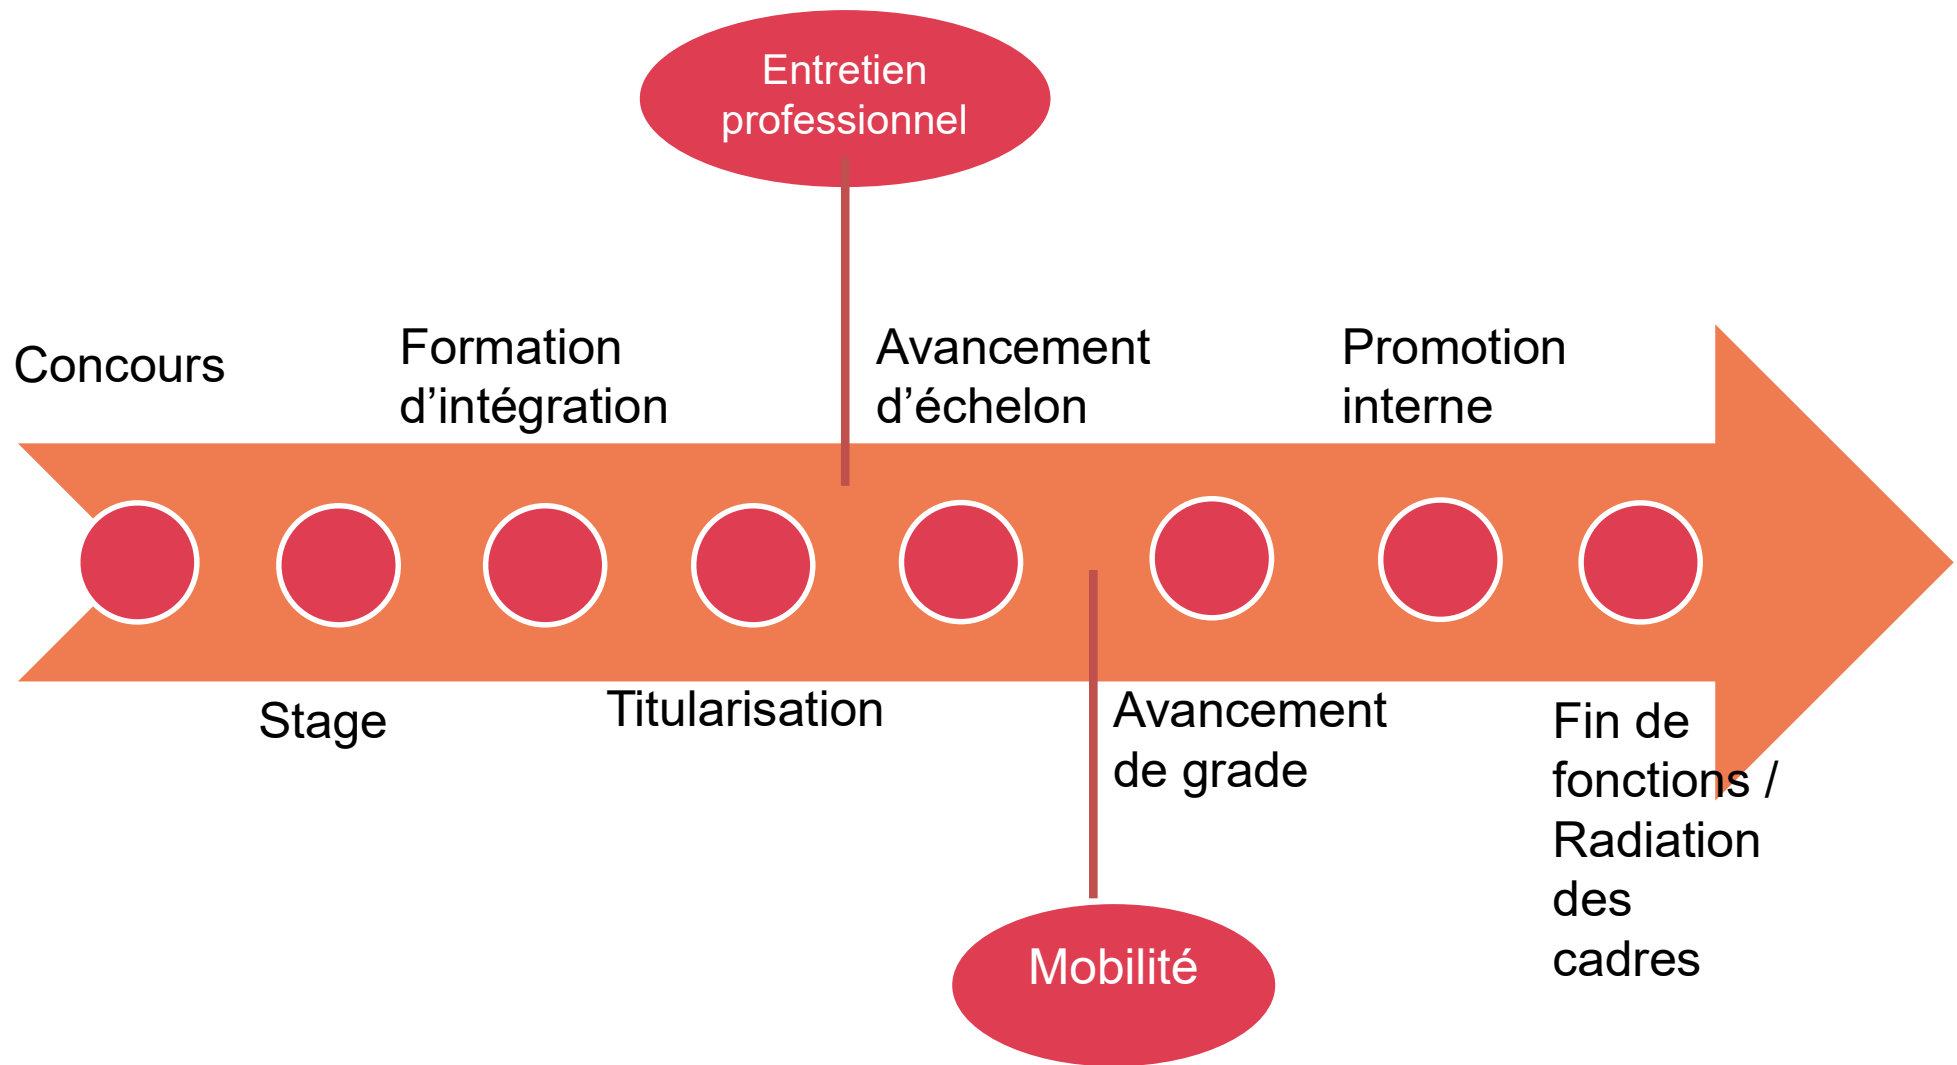 Entretien
professionnel
Concours
Formation
d’intégration
Avancement
d’échelon
Promotion
interne
Stage
Titularisation
Avancement
de grade
Fin de
fonctions /
Radiation
des
cadres
Mobilité